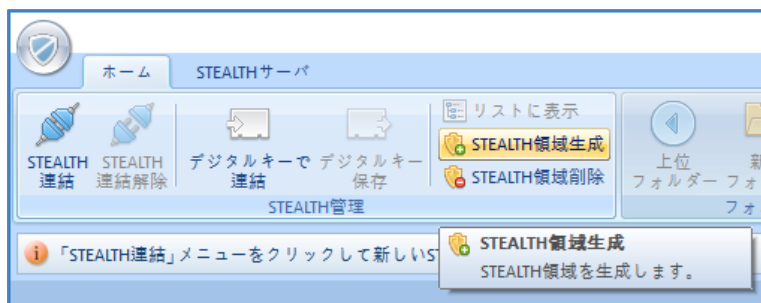 ホーム STEALTHサーバ
リストに表示
STEALTH領域生成
STEALTH領域削除
STEALTH
連結
STEALTH
連結解除
デジタルキーで
連結
デジタルキー
保存
上位
フォルダー
フォ
STEALTH管理
フォ
「STEALTH連結」メニューをクリックして新しいS
STEALTH領域生成
STEALTH領域を生成します。